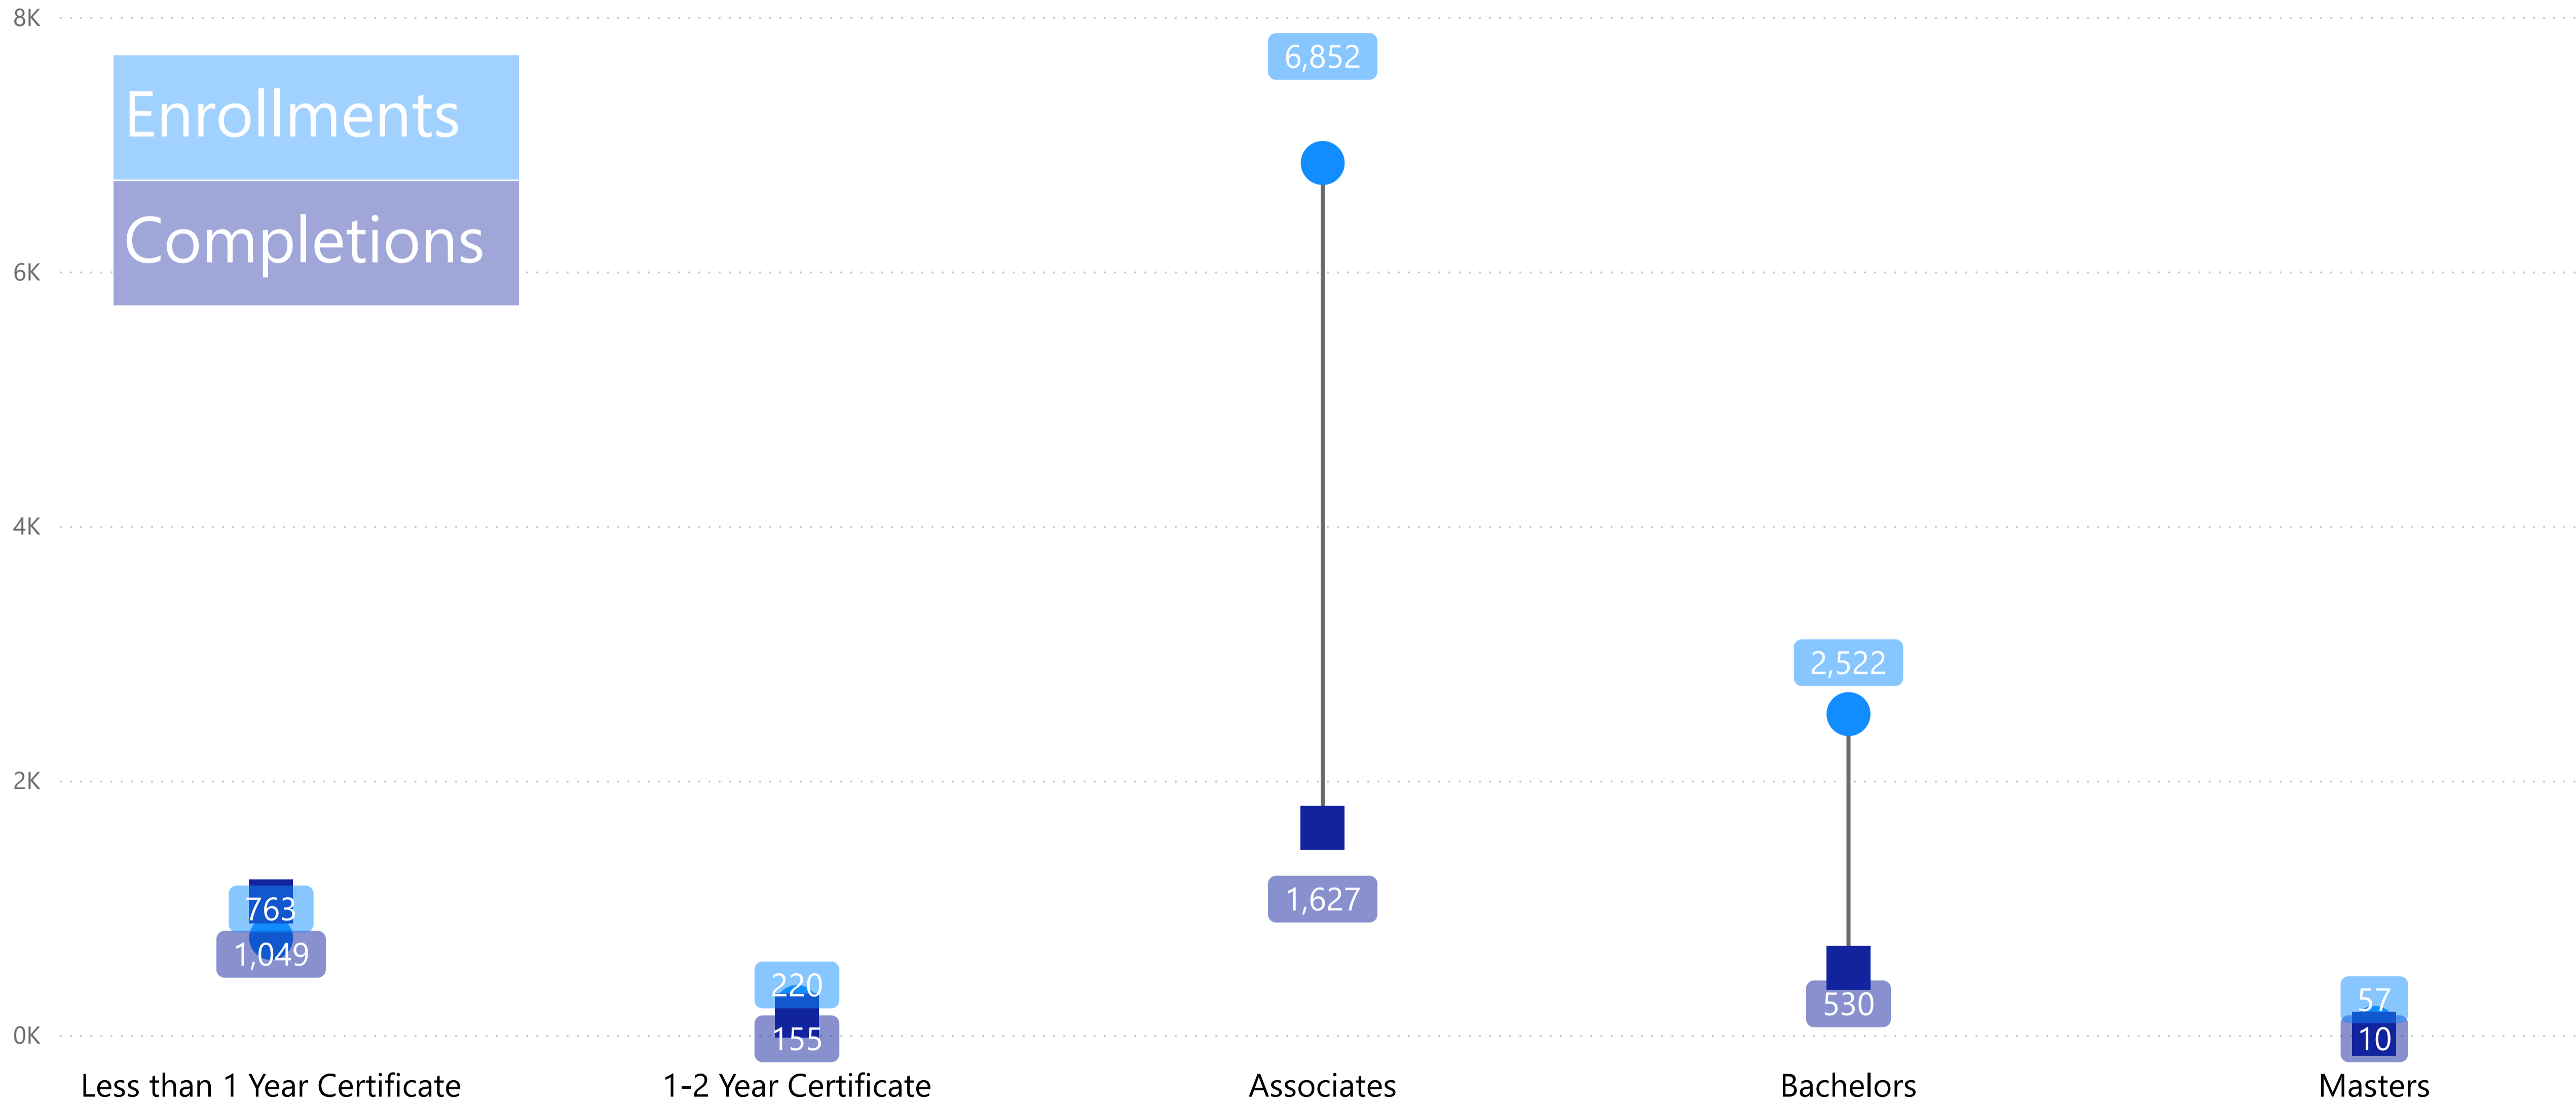 8K
6,852
Enrollments
Completions
6K
4K
2,522
2K
763
1,627
1,049
220
57
530
0K
155
10
Less than 1 Year Certificate
1-2 Year Certificate
Associates
Bachelors
Masters